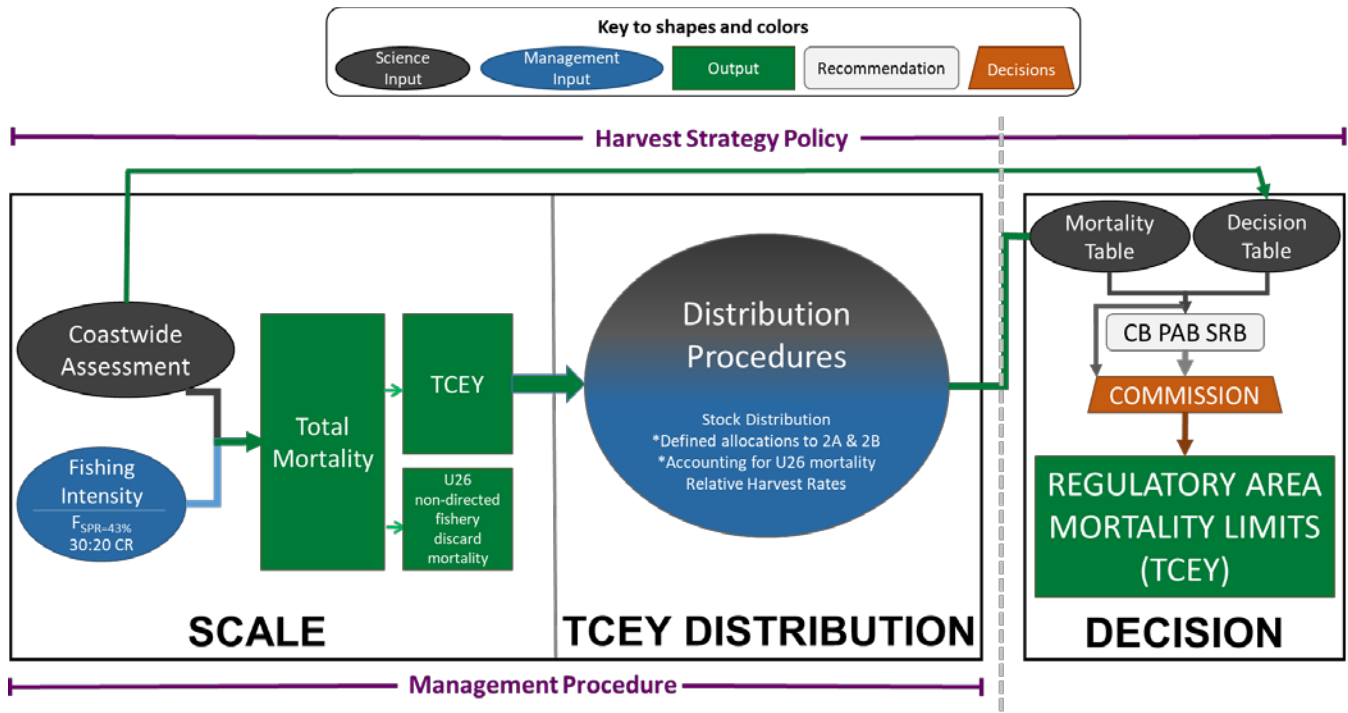 Key to shapes and colors
Science
Input
Management
Input
Output
Recommendation
Decisions
Harvest Strategy Policy
Coastwide
Assessment
Fishing
Intensity
F_SPR=43%
30:20 CR
Total
Mortality
TCEY
U26
non-directed
fishery
discard
mortality
SCALE
Distribution
Procedures
Stock Distribution
*Defined allocations to 2A & 2B
*Accounting for U26 mortality
Relative Harvest Rates
TCEY DISTRIBUTION
Mortality
Table
Decision
Table
CB PAB SRB
COMMISSION
REGULATORY AREA
MORTALITY LIMITS
(TCEY)
DECISION
Management Procedure